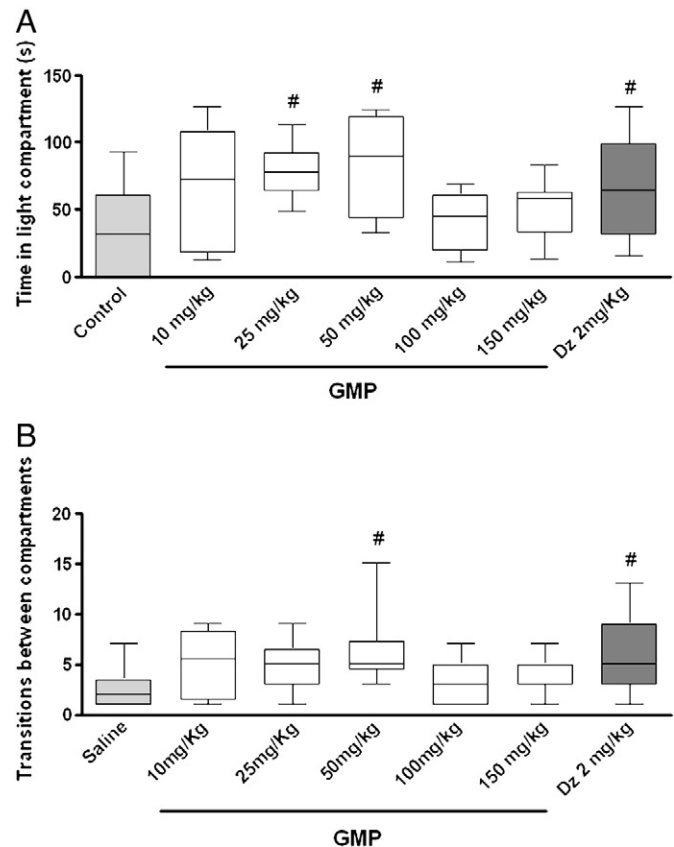 A
Time in light compartment (s)
150
100
50
0
#
#
#
Control
10 mg/kg
25 mg/kg
50 mg/kg
100 mg/kg
150 mg/kg
Dz 2mg/Kg
GMP
B
Transitions between compartments
20
15
10
5
0
#
#
Saline
10mg/Kg
25mg/Kg
50mg/kg
100mg/kg
150 mg/kg
Dz 2 mg/kg
GMP